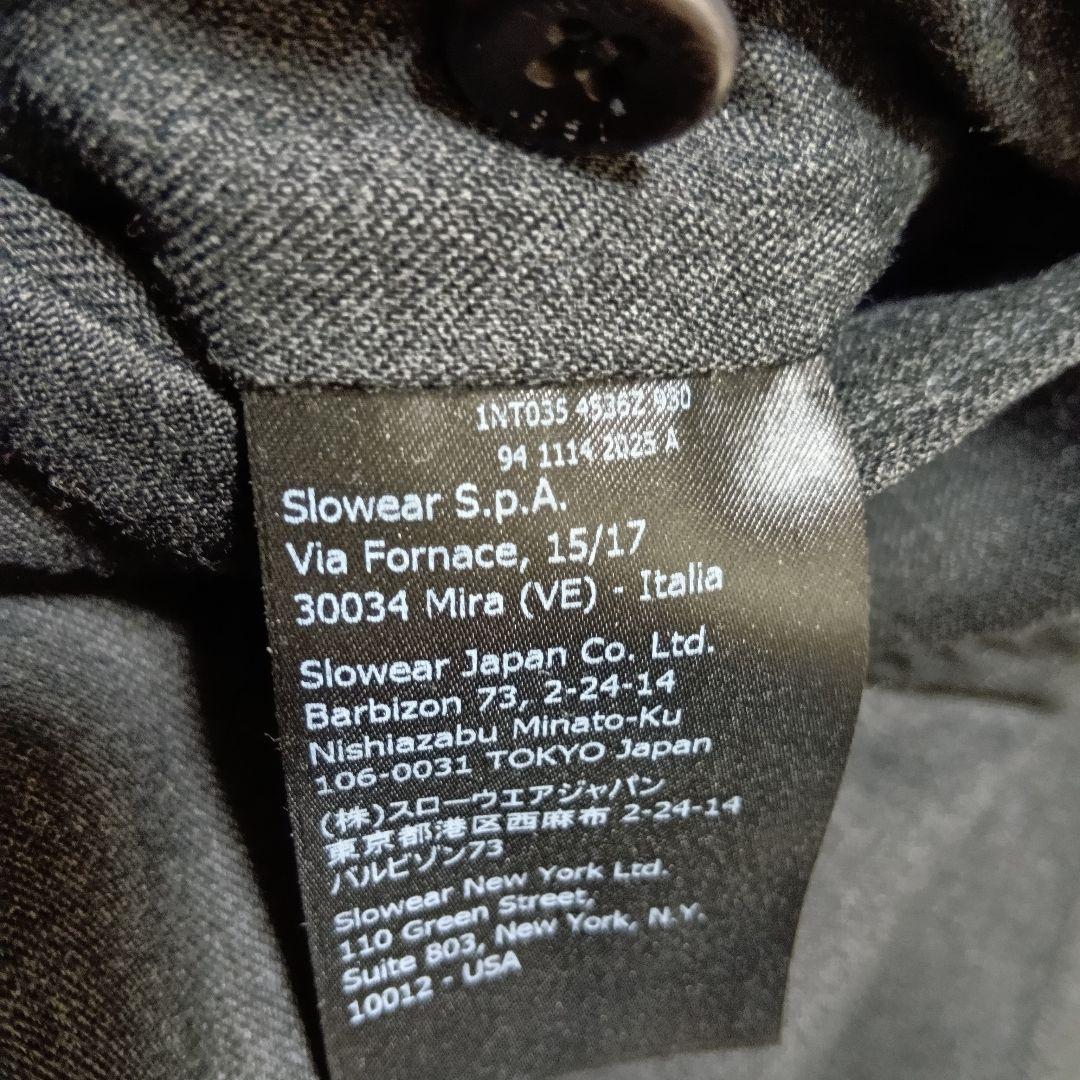 1NT035 4536Z 930
94 1114 2025 A
Slowear S.p.A.
Via Fornace, 15/17
30034 Mira (VE) - Italia
Slowear Japan Co. Ltd.
Barbizon 73, 2-24-14
Nishiazabu Minato-Ku
106-0031 TOKYO Japan
(株)スローウエアジャパン
東京都港区西麻布 2-24-14
バルビゾン73
Slowear New York Ltd.
110 Green Street,
Suite 803, New York, N.Y.
10012 - USA